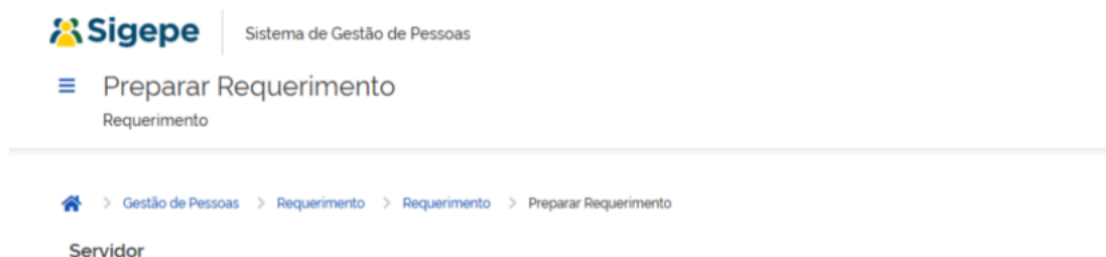 Sigepe Sistema de Gestão de Pessoas
Preparar Requerimento
Requerimento
Gestão de Pessoas > Requerimento > Requerimento > Preparar Requerimento
Servidor